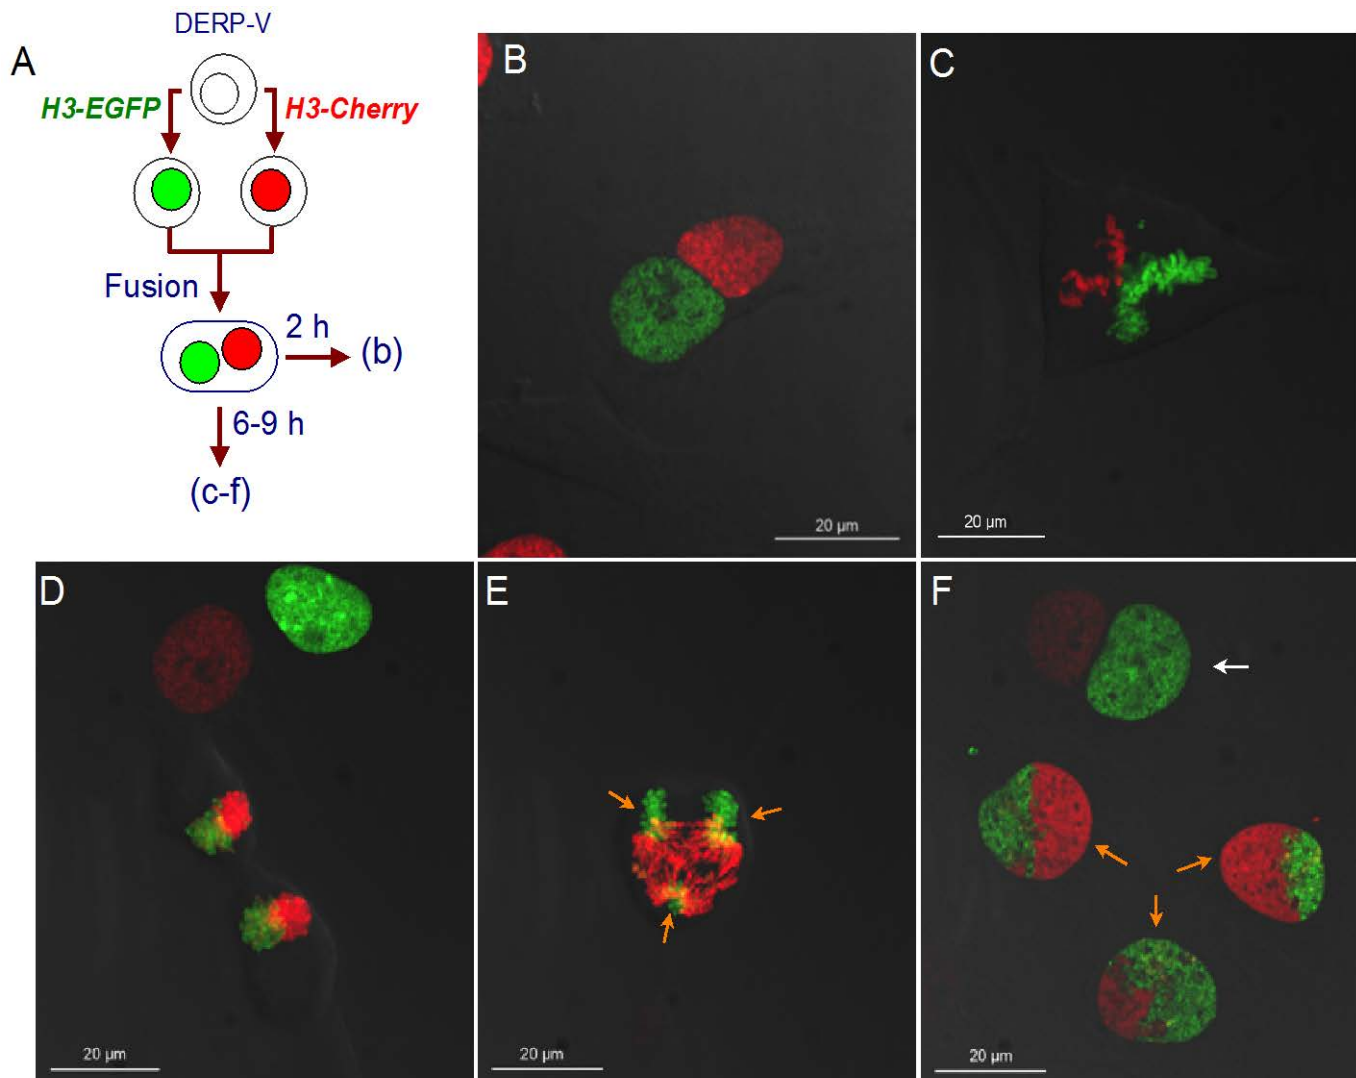 A
DERP-V
H3-EGFP
H3-Cherry
Fusion
2 h
(b)
6-9 h
(c-f)
B
20 µm
C
20 µm
D
20 µm
E
20 µm
F
20 µm